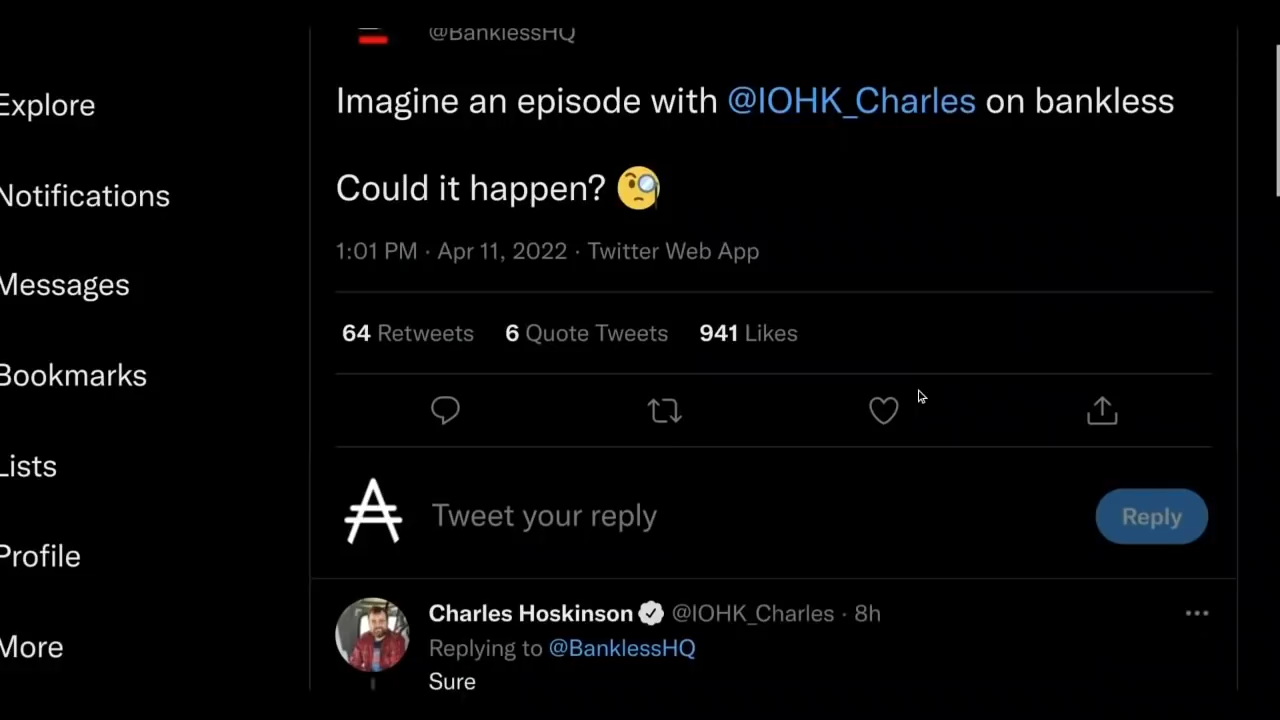 @BanklessHQ
Explore
Imagine an episode with @IOHK_Charles on bankless
Notifications
Could it happen? 🧐
1:01 PM · Apr 11, 2022 · Twitter Web App
Messages
64 Retweets 6 Quote Tweets 941 Likes
Bookmarks
Lists
Tweet your reply
Reply
Profile
Charles Hoskinson @IOHK_Charles · 8h
Replying to @BanklessHQ
More
Sure